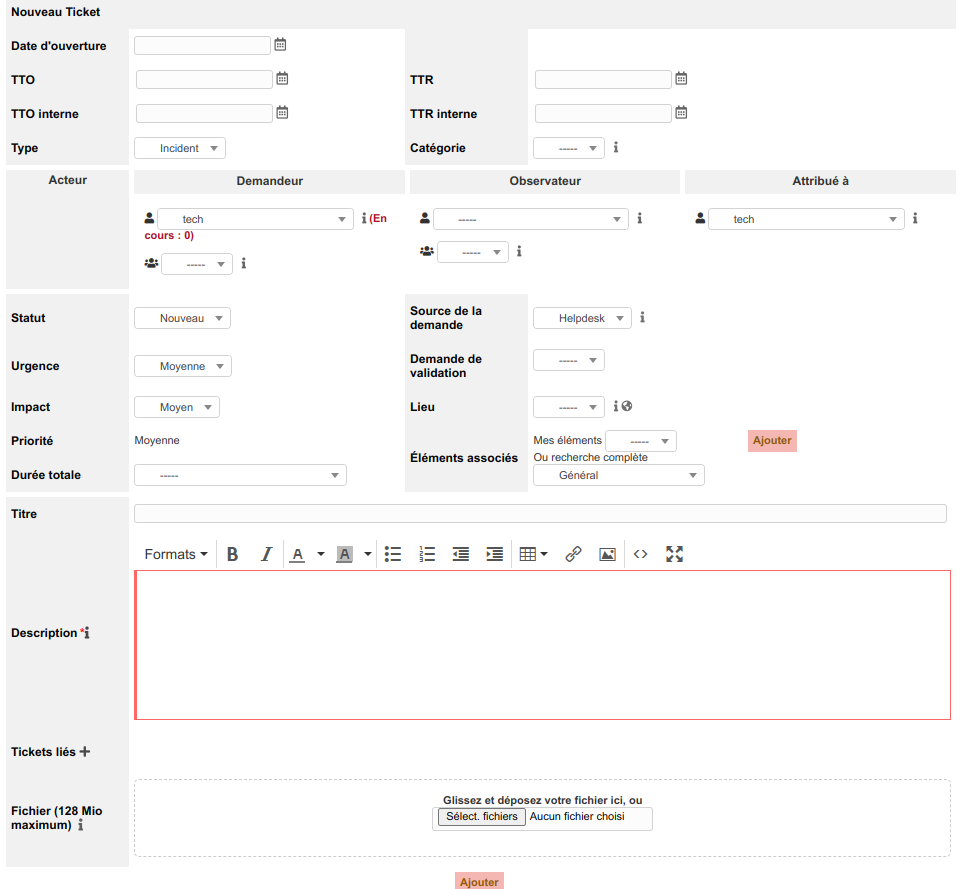 Nouveau Ticket
Date d'ouverture
TTO
TTR
TTO interne
TTR interne
Type
Incident
Catégorie
-----
Acteur
Demandeur
Observateur
Attribué à
tech
(En
cours : 0)
-----
tech
-----
-----
Statut
Nouveau
Source de la
demande
Helpdesk
Urgence
Moyenne
Demande de
validation
-----
Impact
Moyen
Lieu
-----
Priorité
Moyenne
Éléments associés
Mes éléments
-----
Ajouter
Ou recherche complète
Durée totale
-----
Général
Titre
Formats
B
I
A
A
Description *
Tickets liés
Fichier (128 Mio
maximum)
Glissez et déposez votre fichier ici, ou
Sélect. fichiers
Aucun fichier choisi
Ajouter